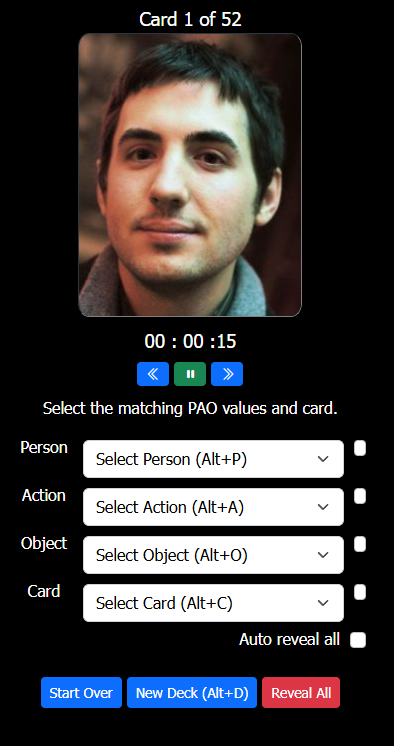 Card 1 of 52
00 : 00 :15
Select the matching PAO values and card.
Person
Select Person (Alt+P)
Action
Select Action (Alt+A)
Object
Select Object (Alt+O)
Card
Select Card (Alt+C)
Auto reveal all
Start Over
New Deck (Alt+D)
Reveal All